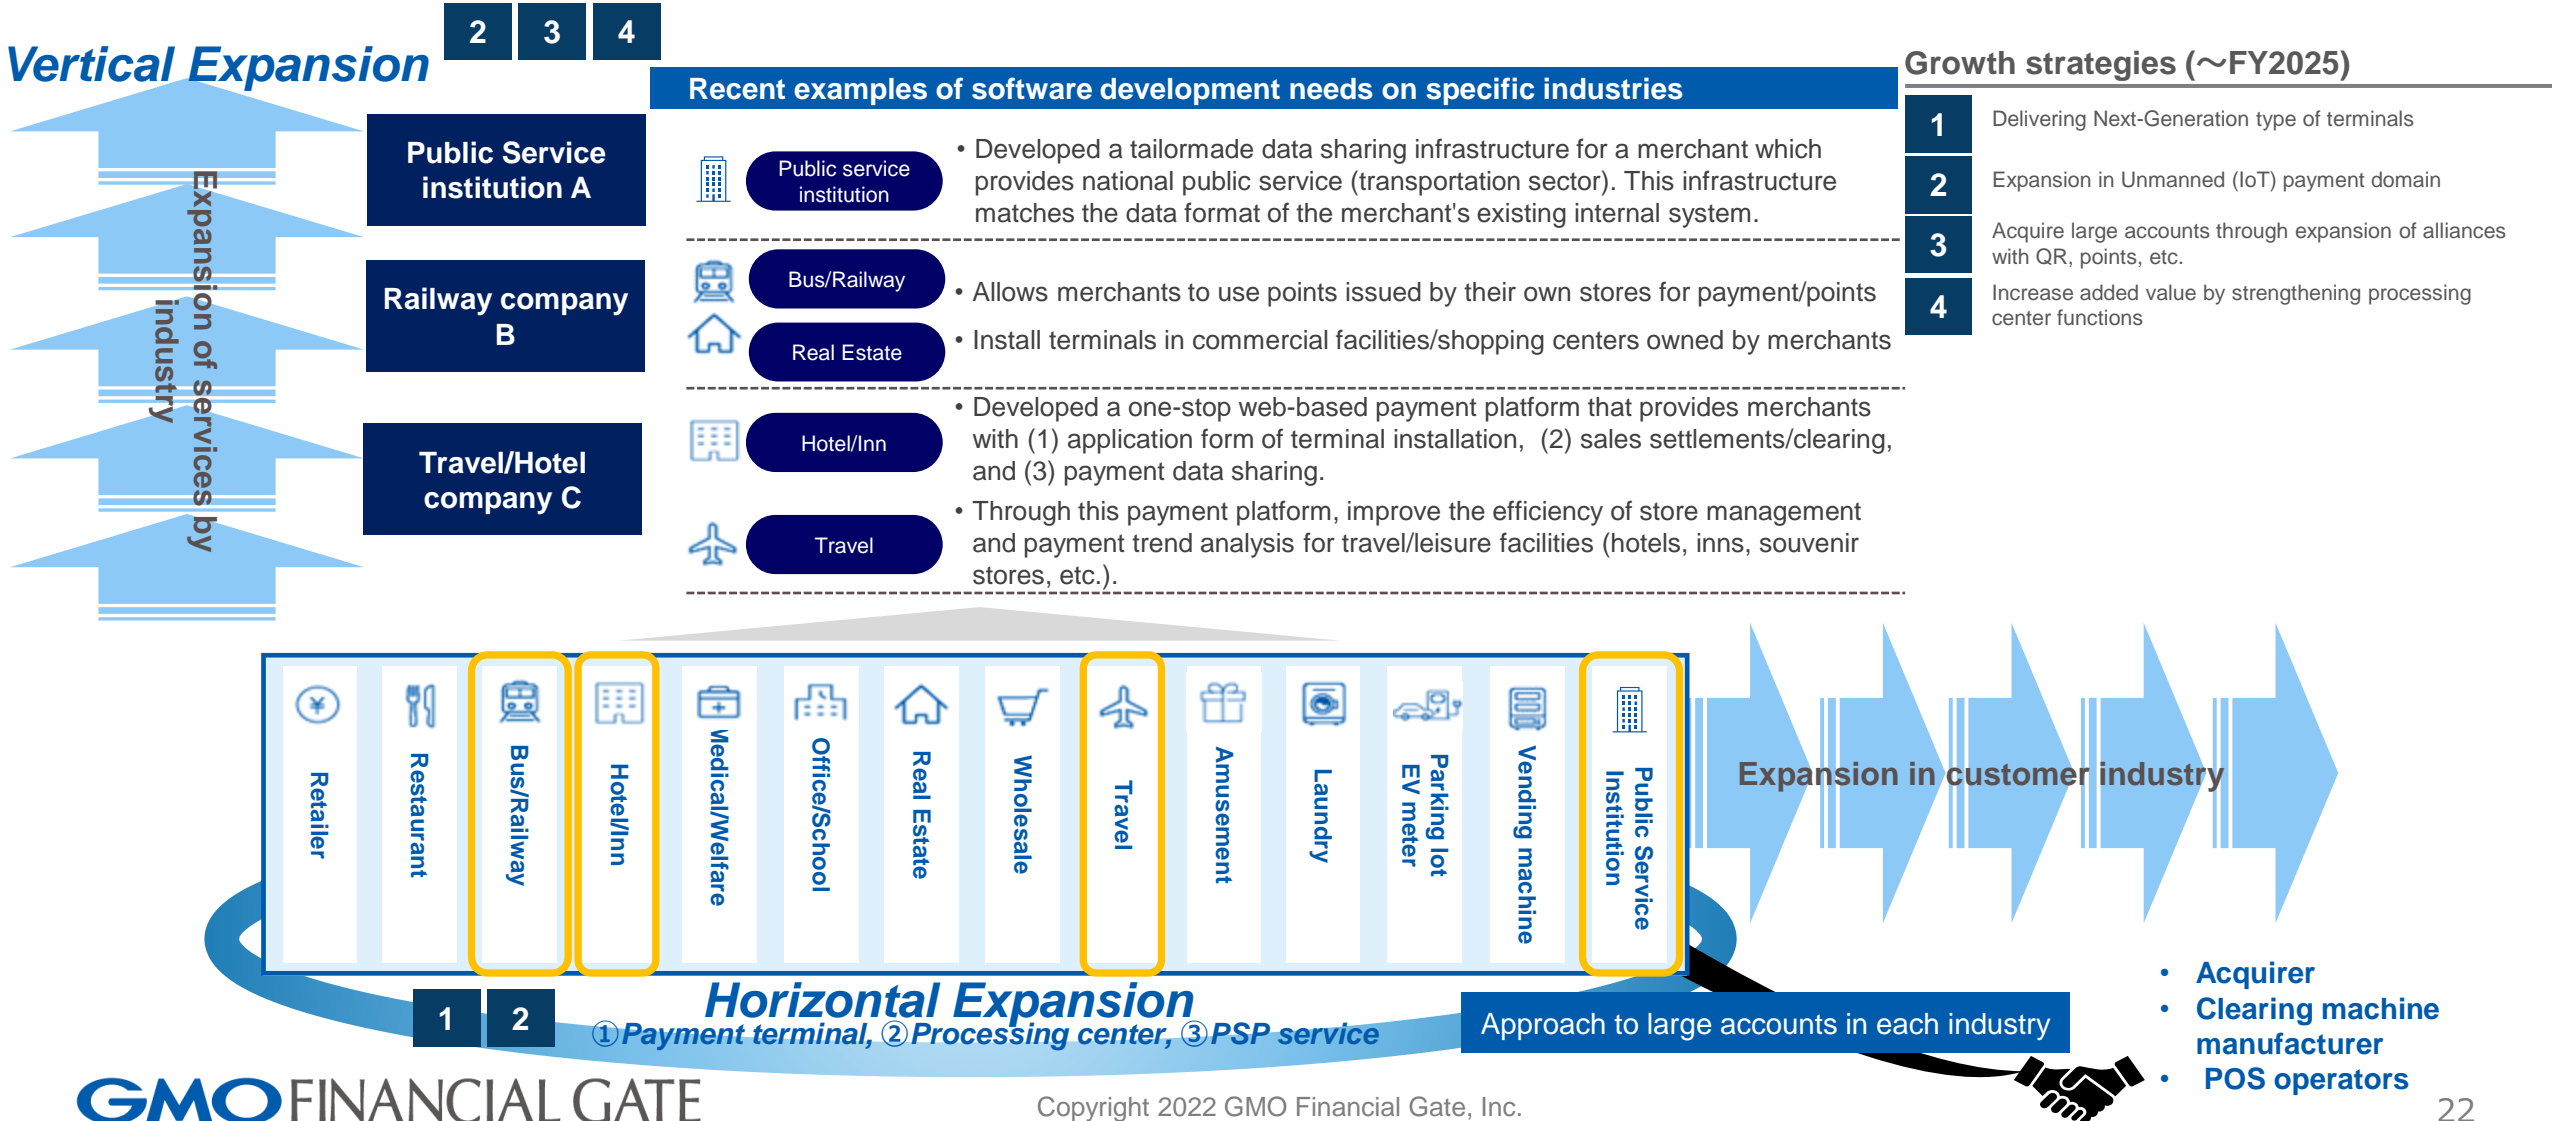 2 3 4
Vertical Expansion
Expansion of services by
industry
Public Service
institution A
Railway company
B
Travel/Hotel
company C
Recent examples of software development needs on specific industries
Public service
institution
• Developed a tailormade data sharing infrastructure for a merchant which
provides national public service (transportation sector). This infrastructure
matches the data format of the merchant's existing internal system.
Bus/Railway
Real Estate
• Allows merchants to use points issued by their own stores for payment/points
• Install terminals in commercial facilities/shopping centers owned by merchants
Hotel/Inn
• Developed a one-stop web-based payment platform that provides merchants
with (1) application form of terminal installation, (2) sales settlements/clearing,
and (3) payment data sharing.
Travel
• Through this payment platform, improve the efficiency of store management
and payment trend analysis for travel/leisure facilities (hotels, inns, souvenir
stores, etc.).
Growth strategies (～FY2025)
1 Delivering Next-Generation type of terminals
2 Expansion in Unmanned (IoT) payment domain
3 Acquire large accounts through expansion of alliances
with QR, points, etc.
4 Increase added value by strengthening processing
center functions
¥
Retailer
Restaurant
Bus/Railway
Hotel/Inn
Medical/Welfare
Office/School
Real Estate
Wholesale
Travel
Amusement
Laundry
Parking lot
EV meter
Vending machine
Public Service
Institution
Expansion in customer industry
1 2
Horizontal Expansion
①Payment terminal, ②Processing center, ③PSP service
Approach to large accounts in each industry
• Acquirer
• Clearing machine
manufacturer
• POS operators
GMO FINANCIAL GATE
Copyright 2022 GMO Financial Gate, Inc.
22